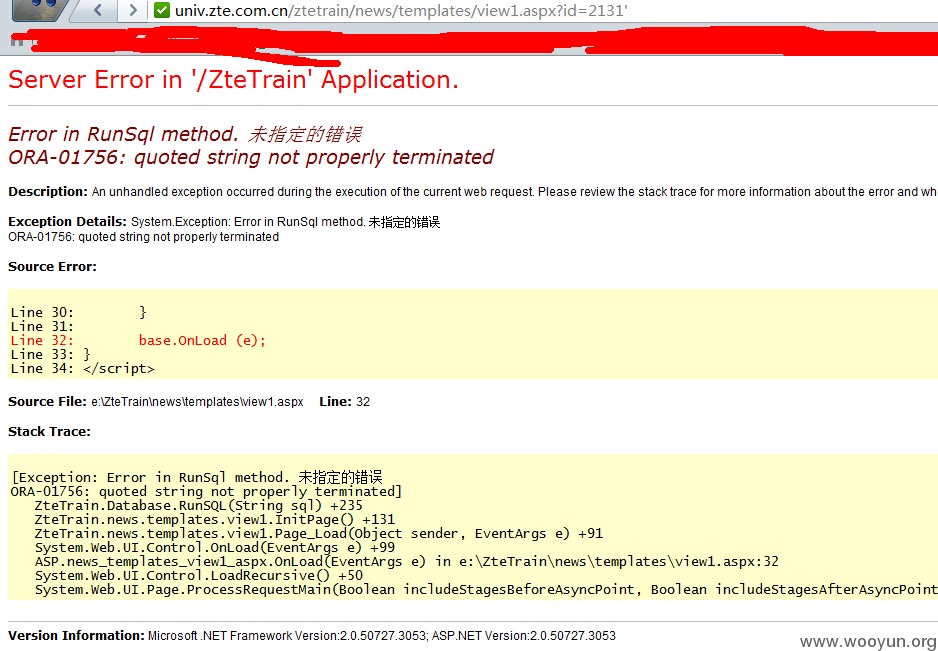 univ.zte.com.cn/ztetrain/news/templates/view1.aspx?id=2131'
Server Error in '/ZteTrain' Application.
Error in RunSql method. 未指定的错误
ORA-01756: quoted string not properly terminated
Description: An unhandled exception occurred during the execution of the current web request. Please review the stack trace for more information about the error and wh
Exception Details: System.Exception: Error in RunSql method. 未指定的错误
ORA-01756: quoted string not properly terminated
Source Error:
Line 30: }
Line 31:
Line 32: base.OnLoad (e);
Line 33: }
Line 34: </script>
Source File: e:\ZteTrain\news\templates\view1.aspx Line: 32
Stack Trace:
[Exception: Error in RunSql method. 未指定的错误
ORA-01756: quoted string not properly terminated]
ZteTrain.Database.RunSQL(String sql) +235
ZteTrain.news.templates.view1.InitPage() +131
ZteTrain.news.templates.view1.Page_Load(Object sender, EventArgs e) +91
System.Web.UI.Control.OnLoad(EventArgs e) +99
ASP.news_templates_view1_aspx.OnLoad(EventArgs e) in e:\ZteTrain\news\templates\view1.aspx:32
System.Web.UI.Control.LoadRecursive() +50
System.Web.UI.Page.ProcessRequestMain(Boolean includeStagesBeforeAsyncPoint, Boolean includeStagesAfterAsyncPoint
Version Information: Microsoft .NET Framework Version:2.0.50727.3053; ASP.NET Version:2.0.50727.3053
www.wooyun.org